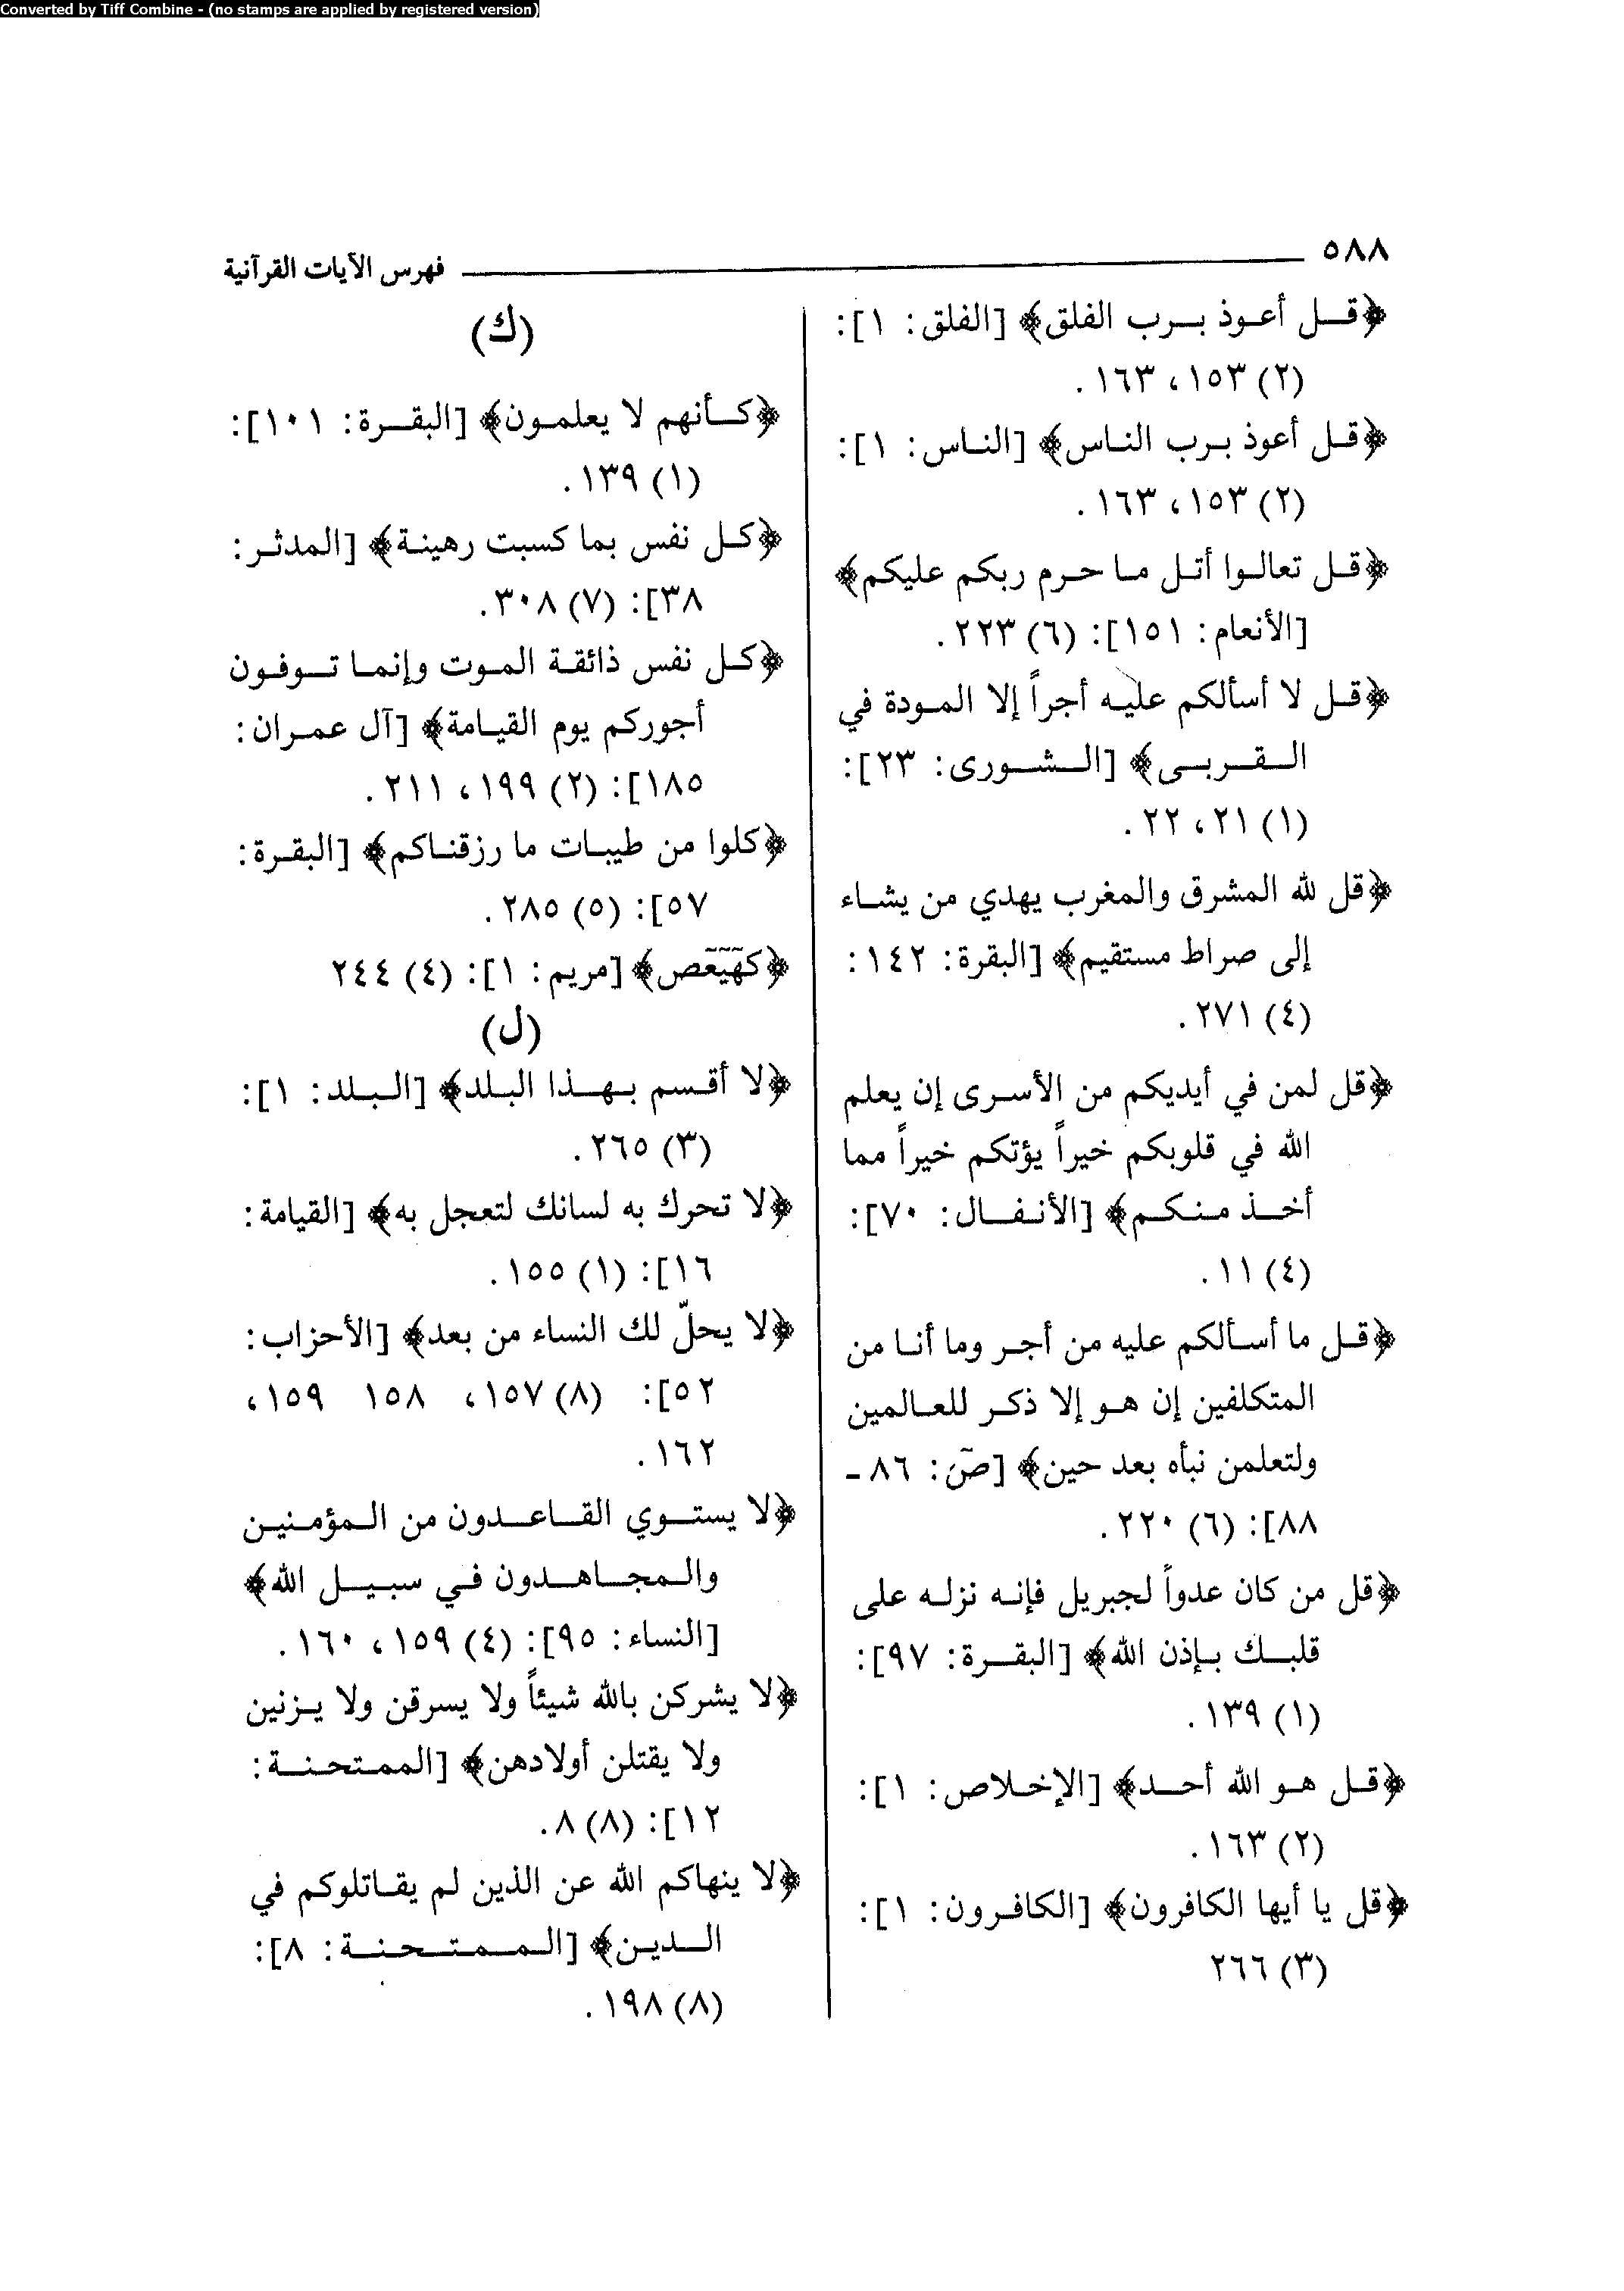 Converted by Tiff Combine - (no stamps are applied by registered version)
٥٨٨
فهرس الآيات القرآنية
﴿قل أعوذ برب الفلق﴾ [الفلق: ١]:
(٢) ١٥٣، ١٦٣.
﴿قل أعوذ برب الناس﴾ [الناس: ١]:
(٢) ١٥٣، ١٦٣.
﴿قل تعالوا أتل ما حرم ربكم عليكم﴾
[الأنعام: ١٥١]: (٦) ٢٢٣.
﴿قل لا أسألكم عليه أجراً إلا المودة في
القربى﴾ [الشورى: ٢٣]:
(١) ٢١، ٢٢.
﴿قل لله المشرق والمغرب يهدي من يشاء
إلى صراط مستقيم﴾ [البقرة: ١٤٢:
(٤) ٢٧١.
﴿قل لمن في أيديكم من الأسرى إن يعلم
الله في قلوبكم خيراً يؤتكم خيراً مما
أخذ منكم﴾ [الأنفال: ٧٠]:
(٤) ١١.
﴿قل ما أسألكم عليه من أجر وما أنا من
المتكلفين إن هو إلا ذكر للعالمين
ولتعلمن نبأه بعد حين﴾ [صۤ: ٨٦ -
٨٨]: (٦) ٢٢٠.
﴿قل من كان عدواً لجبريل فإنه نزله على
قلبك بإذن الله﴾ [البقرة: ٩٧]:
(١) ١٣٩.
﴿قل هو الله أحد﴾ [الإخلاص: ١]:
(٢) ١٦٣.
﴿قل يا أيها الكافرون﴾ [الكافرون: ١]:
(٣) ٢٦٦
(ك)
﴿كأنهم لا يعلمون﴾ [البقرة: ١٠١]:
(١) ١٣٩.
﴿كل نفس بما كسبت رهينة﴾ [المدثر:
٣٨]: (٧) ٣٠٨.
﴿كل نفس ذائقة الموت وإنما توفون
أجوركم يوم القيامة﴾ [آل عمران:
١٨٥]: (٢) ١٩٩، ٢١١.
﴿كلوا من طيبات ما رزقناكم﴾ [البقرة:
٥٧]: (٥) ٢٨٥.
﴿كۤهۤيۤعۤص﴾ [مريم: ١]: (٤) ٢٤٤
(ل)
﴿لا أقسم بهذا البلد﴾ [البلد: ١]:
(٣) ٢٦٥.
﴿لا تحرك به لسانك لتعجل به﴾ [القيامة:
١٦]: (١) ١٥٥.
﴿لا يحلّ لك النساء من بعد﴾ [الأحزاب:
٥٢]: (٨) ١٥٧، ١٥٨ ١٥٩،
١٦٢.
﴿لا يستوي القاعدون من المؤمنين
والمجاهدون في سبيل الله﴾
[النساء: ٩٥]: (٤) ١٥٩، ١٦٠.
﴿لا يشركن بالله شيئاً ولا يسرقن ولا يزنين
ولا يقتلن أولادهن﴾ [الممتحنة:
١٢]: (٨) ٨.
﴿لا ينهاكم الله عن الذين لم يقاتلوكم في
الدين﴾ [الممتحنة: ٨]:
(٨) ١٩٨.